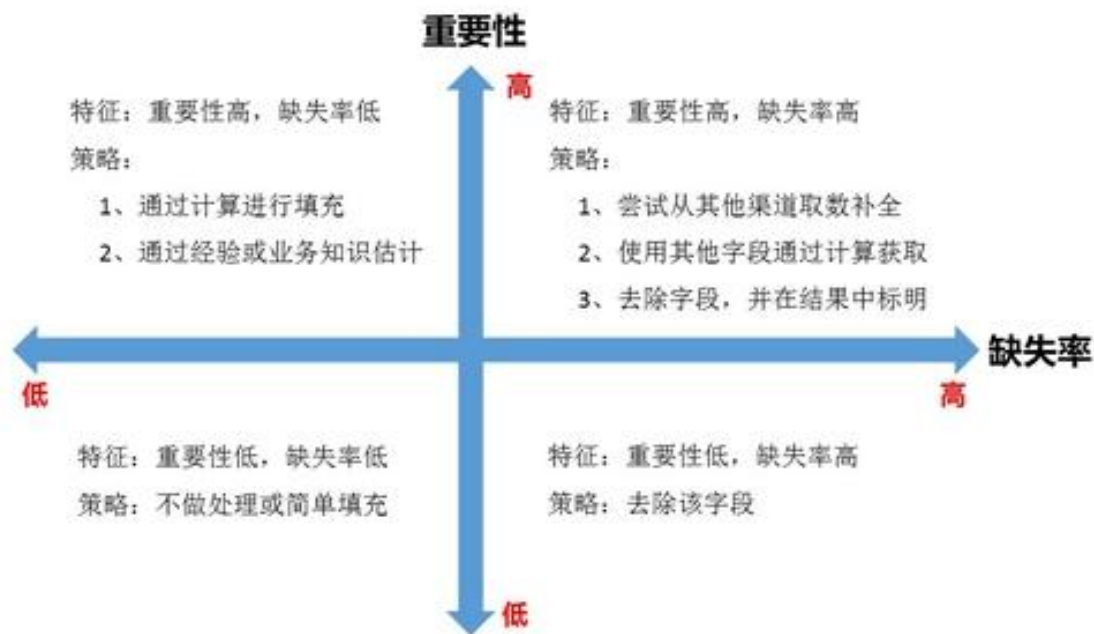 重要性
高
特征：重要性高，缺失率低
策略：
1、通过计算进行填充
2、通过经验或业务知识估计
特征：重要性高，缺失率高
策略：
1、尝试从其他渠道取数补全
2、使用其他字段通过计算获取
3、去除字段，并在结果中标明
缺失率
低
高
特征：重要性低，缺失率低
策略：不做处理或简单填充
特征：重要性低，缺失率高
策略：去除该字段
低